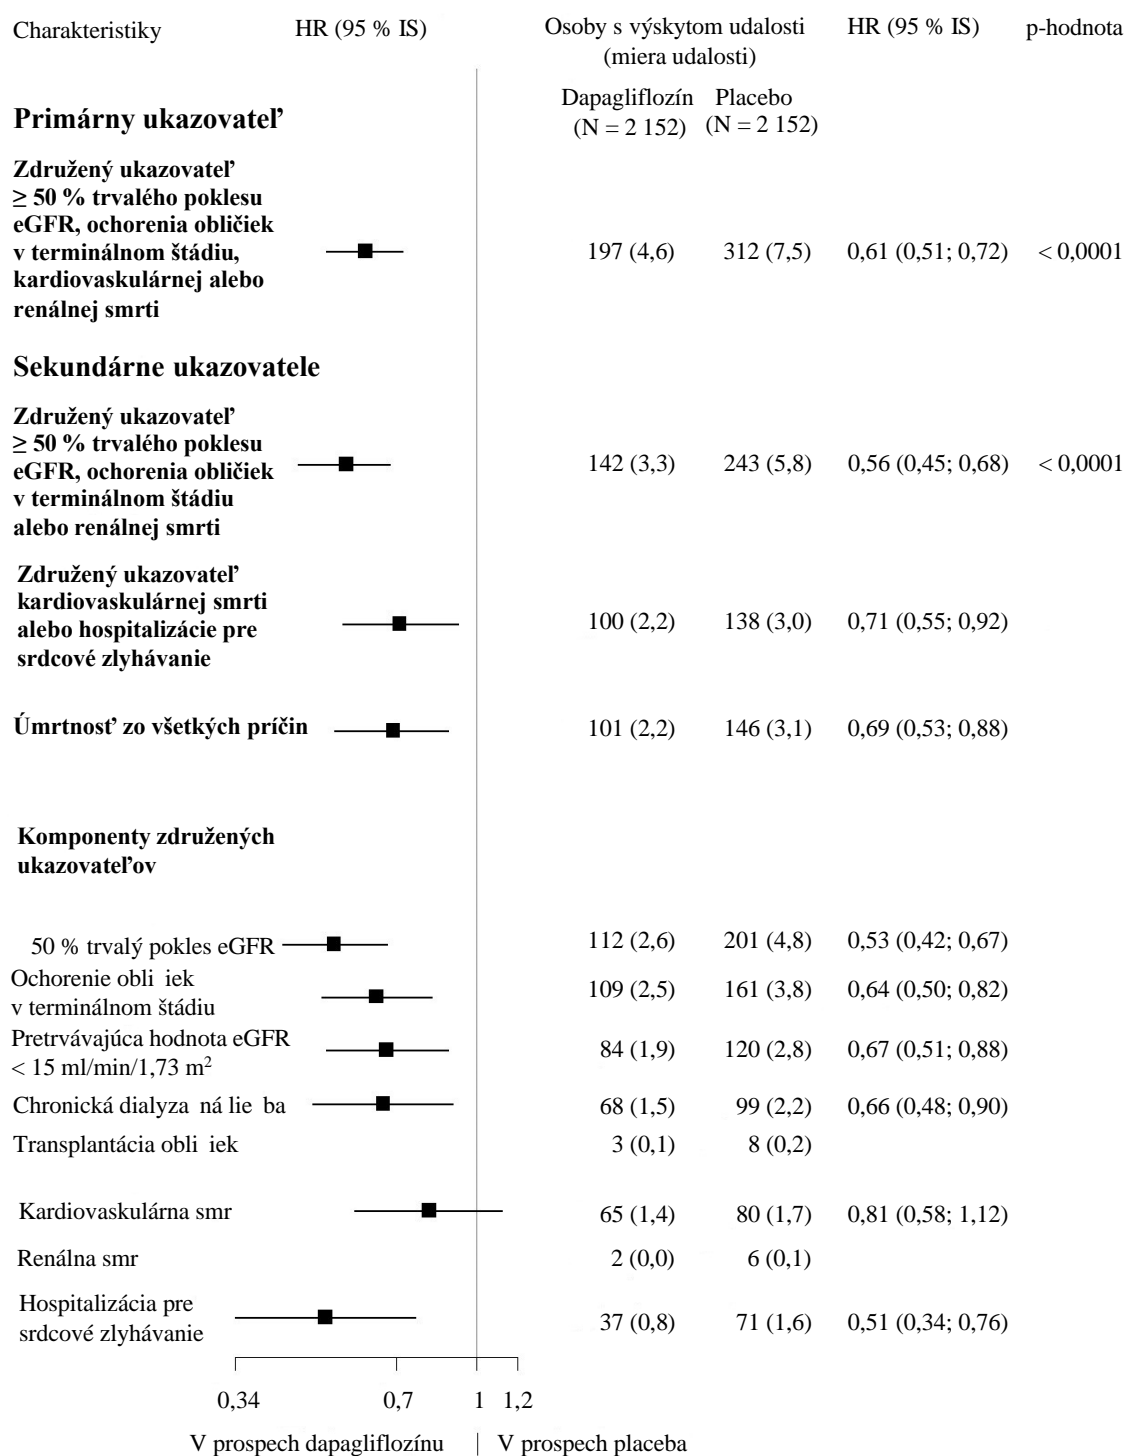 Charakteristiky HR (95 % IS) Osoby s výskytom udalosti HR (95 % IS) p-hodnota
(miera udalosti)
Dapagliflozín Placebo
Primárny ukazovateľ (N = 2 152) (N = 2 152)
Združený ukazovateľ
≥ 50 % trvalého poklesu
eGFR, ochorenia obličiek
v terminálnom štádiu, 197 (4,6) 312 (7,5) 0,61 (0,51; 0,72) < 0,0001
kardiovaskulárnej alebo
renálnej smrti
Sekundárne ukazovatele
Združený ukazovateľ
≥ 50 % trvalého poklesu
eGFR, ochorenia obličiek 142 (3,3) 243 (5,8) 0,56 (0,45; 0,68) < 0,0001
v terminálnom štádiu
alebo renálnej smrti
Združený ukazovateľ
kardiovaskulárnej smrti
alebo hospitalizácie pre 100 (2,2) 138 (3,0) 0,71 (0,55; 0,92)
srdcové zlyhávanie
Úmrtnosť zo všetkých príčin 101 (2,2) 146 (3,1) 0,69 (0,53; 0,88)
Komponenty združených
ukazovateľov
50 % trvalý pokles eGFR 112 (2,6) 201 (4,8) 0,53 (0,42; 0,67)
Ochorenie obli iek
v terminálnom štádiu 109 (2,5) 161 (3,8) 0,64 (0,50; 0,82)
Pretrvávajúca hodnota eGFR
< 15 ml/min/1,73 m² 84 (1,9) 120 (2,8) 0,67 (0,51; 0,88)
Chronická dialyza ná lie ba 68 (1,5) 99 (2,2) 0,66 (0,48; 0,90)
Transplantácia obli iek 3 (0,1) 8 (0,2)
Kardiovaskulárna smr 65 (1,4) 80 (1,7) 0,81 (0,58; 1,12)
Renálna smr 2 (0,0) 6 (0,1)
Hospitalizácia pre
srdcové zlyhávanie 37 (0,8) 71 (1,6) 0,51 (0,34; 0,76)
0,34 0,7 1 1,2
V prospech dapagliflozínu V prospech placeba